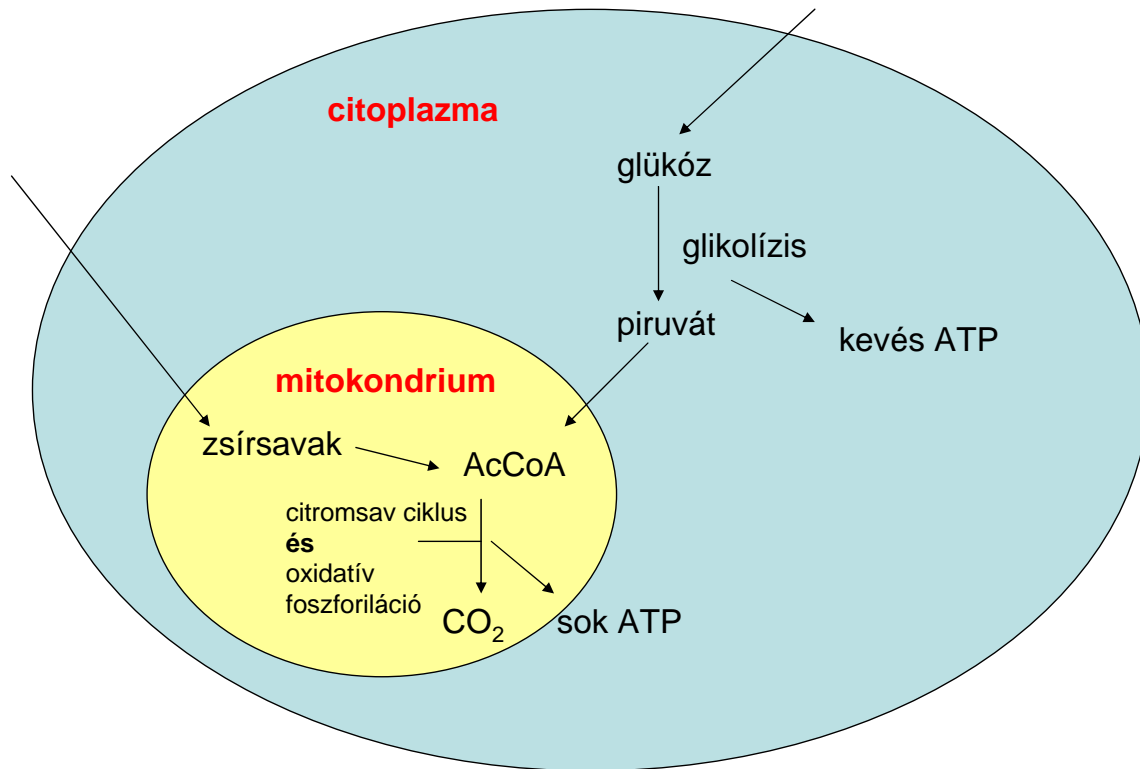 citoplazma
glükóz
glikolízis
piruvát
kevés ATP
mitokondrium
zsírsavak
AcCoA
citromsav ciklus
és
oxidatív
foszforiláció
CO₂
sok ATP